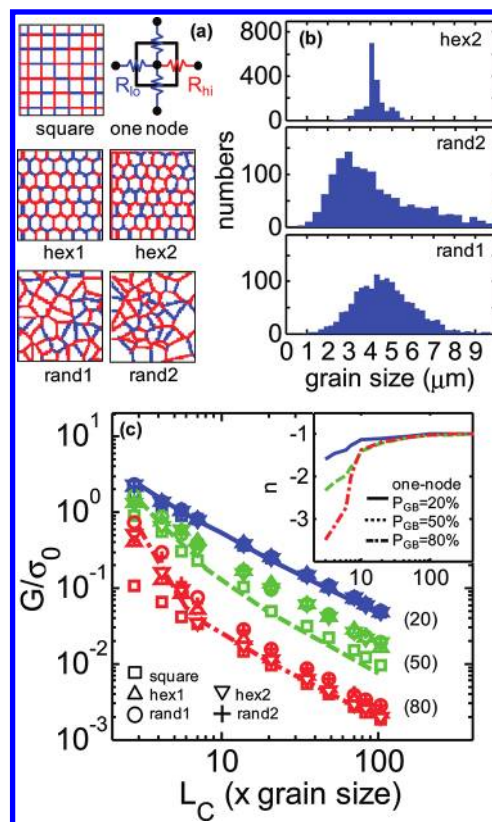 (a)
R_lo
R_hi
square
one node
hex1
hex2
rand1
rand2
(b)
numbers
800
400
0
hex2
100
0
rand2
100
0
rand1
0 1 2 3 4 5 6 7 8 9
grain size (μm)
(c)
G/σ_0
10^1
10^0
10^-1
10^-2
10^-3
10
100
L_C (x grain size)
(20)
(50)
(80)
square
hex1
hex2
rand1
rand2
n
-1
-2
-3
10
100
one-node
P_GB=20%
P_GB=50%
P_GB=80%